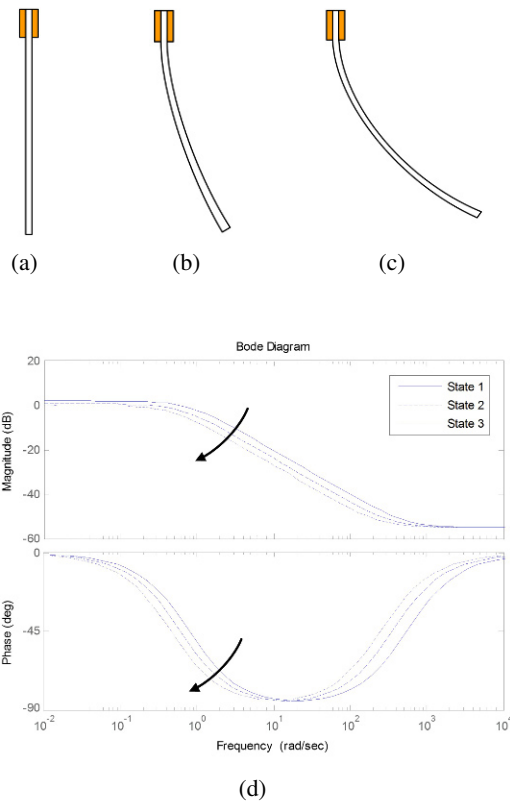 (a) (b) (c)
Bode Diagram
20
0
-20
-40
-60
Magnitude (dB)
State 1
State 2
State 3
0
-45
-90
Phase (deg)
10^-2 10^-1 10^0 10^1 10^2 10^3 10^4
Frequency (rad/sec)
(d)